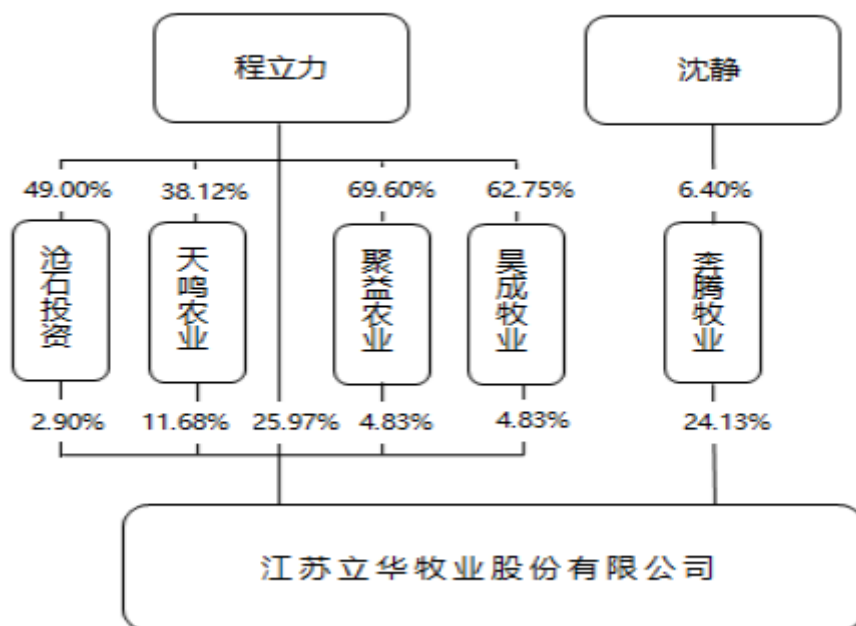 程立力
沈静
49.00%
38.12%
69.60%
62.75%
6.40%
沧石投资
天鸣农业
聚益农业
昊成牧业
奔腾牧业
2.90%
11.68%
25.97%
4.83%
4.83%
24.13%
江苏立华牧业股份有限公司